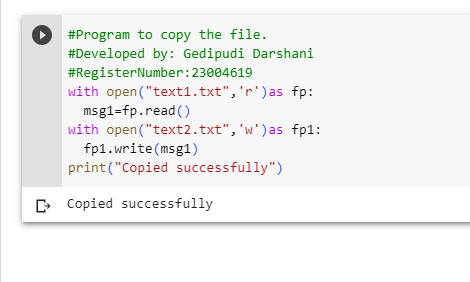 #Program to copy the file.
#Developed by: Gedipudi Darshani
#RegisterNumber:23004619
with open("text1.txt",'r')as fp:
  msg1=fp.read()
with open("text2.txt",'w')as fp1:
  fp1.write(msg1)
print("Copied successfully")
Copied successfully